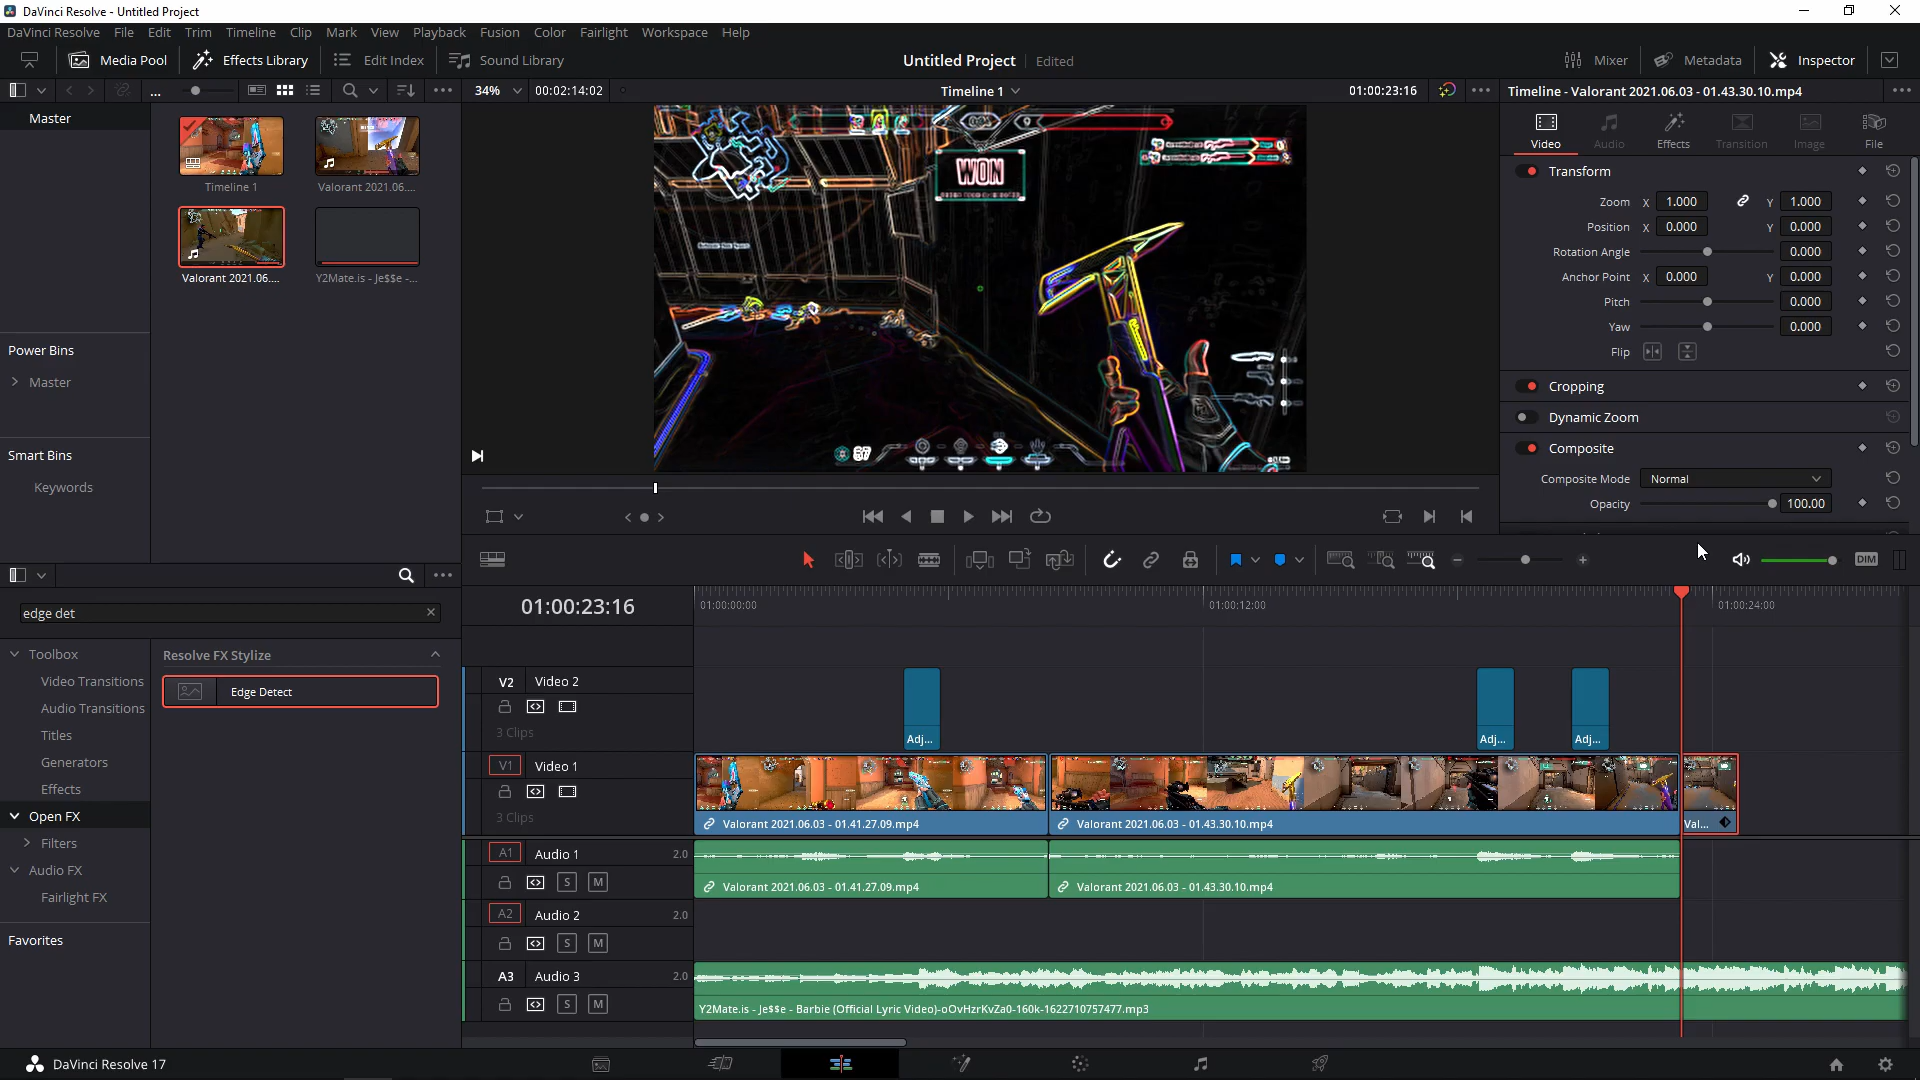 DaVinci Resolve - Untitled Project
DaVinci Resolve File Edit Trim Timeline Clip Mark View Playback Fusion Color Fairlight Workspace Help
Media Pool Effects Library Edit Index Sound Library Untitled Project Edited Mixer Metadata Inspector
... 34% 00:02:14:02 Timeline 1 01:00:23:16 Timeline - Valorant 2021.06.03 - 01.43.30.10.mp4
Master
Timeline 1 Valorant 2021.06....
Valorant 2021.06.... Y2Mate.is - Je$$e -...
Power Bins
Master
Smart Bins
Keywords
WON
87
Video Audio Effects Transition Image File
Transform
Zoom X 1.000 Y 1.000
Position X 0.000 Y 0.000
Rotation Angle 0.000
Anchor Point X 0.000 Y 0.000
Pitch 0.000
Yaw 0.000
Flip
Cropping
Dynamic Zoom
Composite
Composite Mode Normal
Opacity 100.00
DIM
edge det
Toolbox
Video Transitions
Audio Transitions
Titles
Generators
Effects
Open FX
Filters
Audio FX
Fairlight FX
Favorites
Resolve FX Stylize
Edge Detect
01:00:23:16 01:00:00:00 01:00:12:00 01:00:24:00
V2 Video 2
3 Clips
Adj... Adj... Adj...
V1 Video 1
3 Clips
Valorant 2021.06.03 - 01.41.27.09.mp4 Valorant 2021.06.03 - 01.43.30.10.mp4 Val...
A1 Audio 1 2.0
S M
Valorant 2021.06.03 - 01.41.27.09.mp4 Valorant 2021.06.03 - 01.43.30.10.mp4
A2 Audio 2 2.0
S M
A3 Audio 3 2.0
S M
Y2Mate.is - Je$$e - Barbie (Official Lyric Video)-oOvHzrKvZa0-160k-1622710757477.mp3
DaVinci Resolve 17